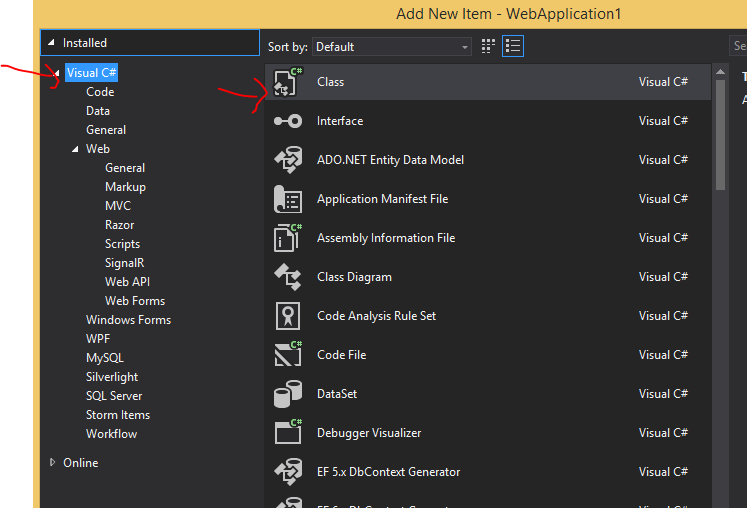 Add New Item - WebApplication1
Installed
Sort by: Default
Se
Visual C#
Code
Data
General
Web
General
Markup
MVC
Razor
Scripts
SignalR
Web API
Web Forms
Windows Forms
WPF
MySQL
Silverlight
SQL Server
Storm Items
Workflow
Online
C# Class Visual C#
Interface Visual C#
ADO.NET Entity Data Model Visual C#
Application Manifest File Visual C#
C# Assembly Information File Visual C#
Class Diagram Visual C#
Code Analysis Rule Set Visual C#
C# Code File Visual C#
DataSet Visual C#
C# Debugger Visualizer Visual C#
EF 5.x DbContext Generator Visual C#